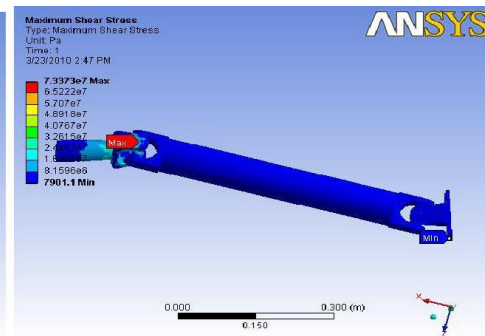 Maximum Shear Stress
Type: Maximum Shear Stress
Unit: Pa
Time: 1
3/23/2010 2:47 PM
ANSYS
7.3373e7 Max
6.5222e7
5.707e7
4.8918e7
4.0767e7
3.2615e7
8.1596e6
7901.1 Min
Max
Min
0.000
0.300 (m)
0.150
X